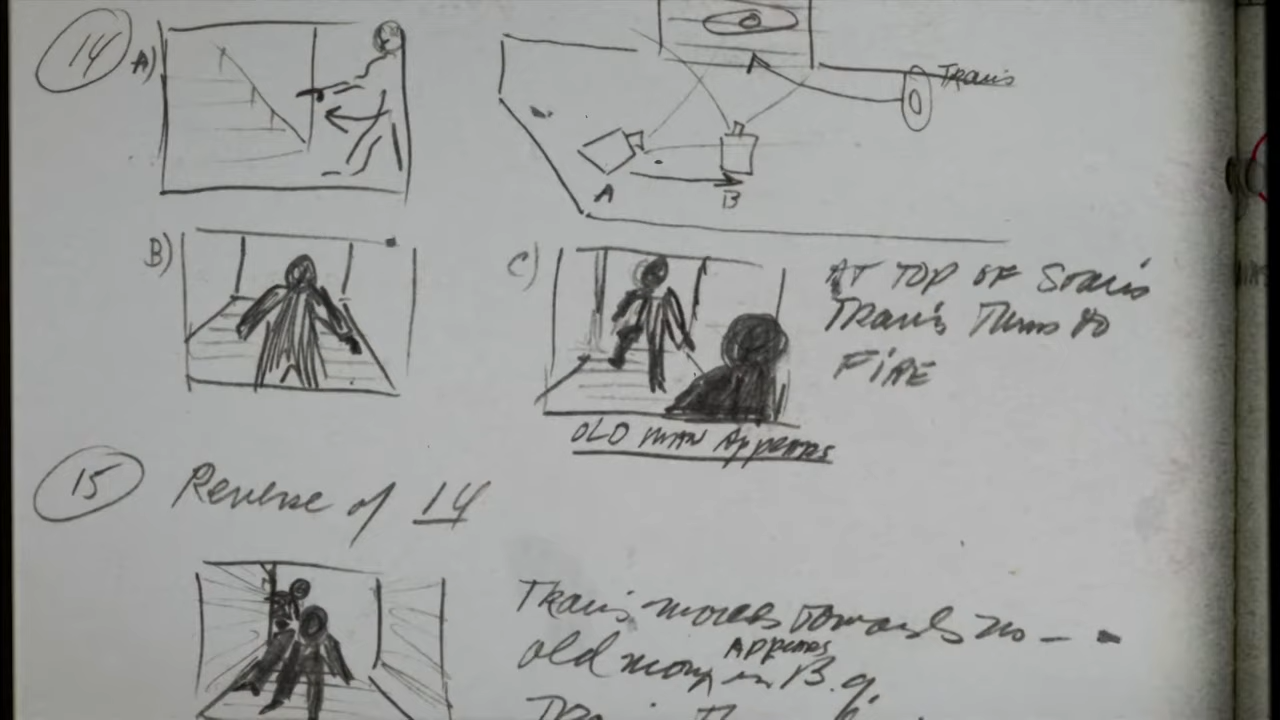 14
A)
Travis
A
B
B)
C)
AT TOP OF Stairs
Travis Turns to
FIRE
OLD MAN Appears
15 Reverse of 14
Travis moves towards us –
old man appears in B.g.